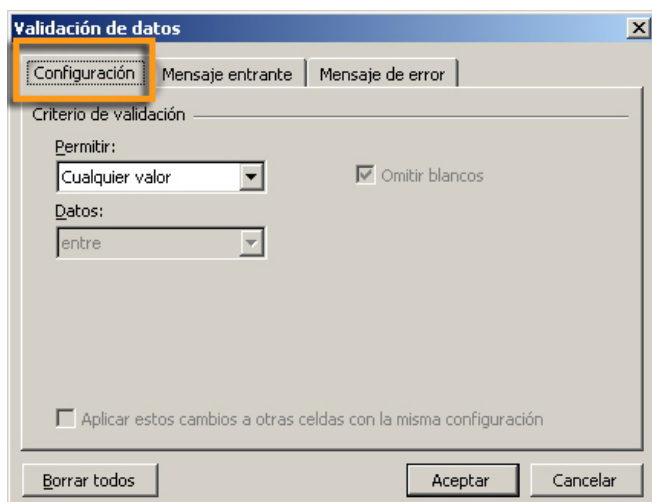 Validación de datos
Configuración Mensaje entrante Mensaje de error
Criterio de validación
Permitir:
Cualquier valor Omitir blancos
Datos:
entre
Aplicar estos cambios a otras celdas con la misma configuración
Borrar todos Aceptar Cancelar